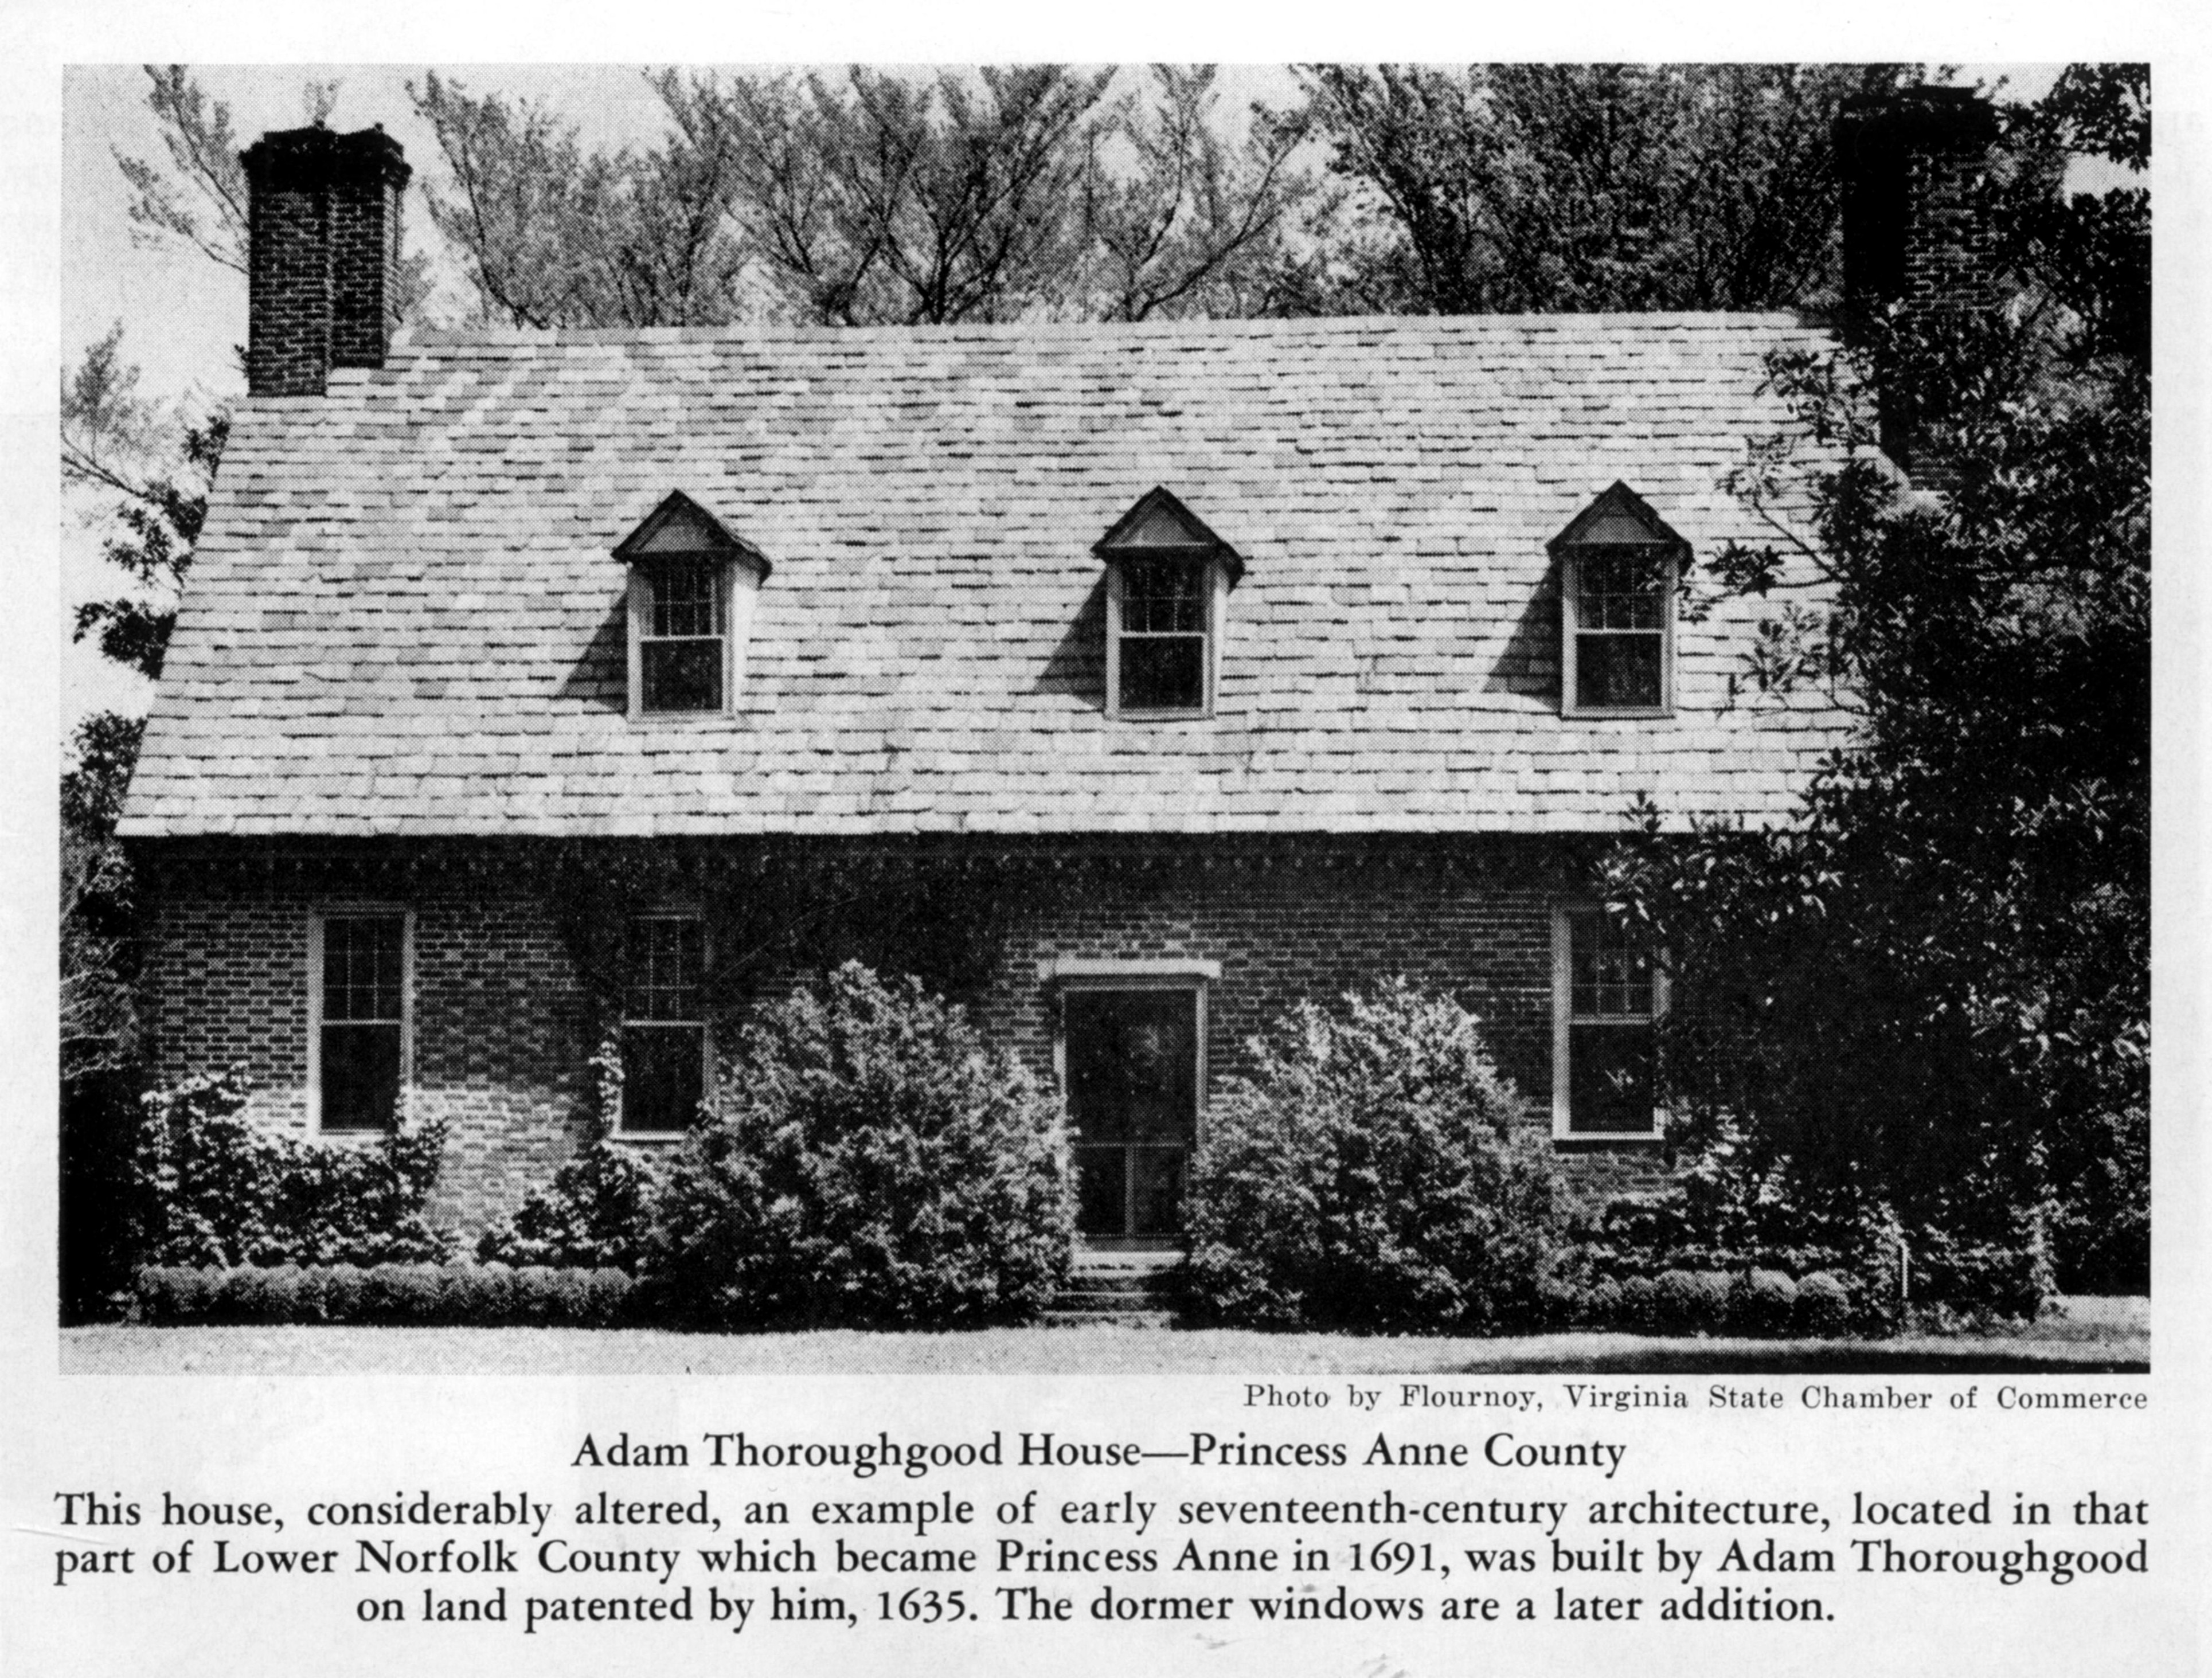 Photo by Flournoy, Virginia State Chamber of Commerce
Adam Thoroughgood House—Princess Anne County
This house, considerably altered, an example of early seventeenth-century architecture, located in that
part of Lower Norfolk County which became Princess Anne in 1691, was built by Adam Thoroughgood
on land patented by him, 1635. The dormer windows are a later addition.